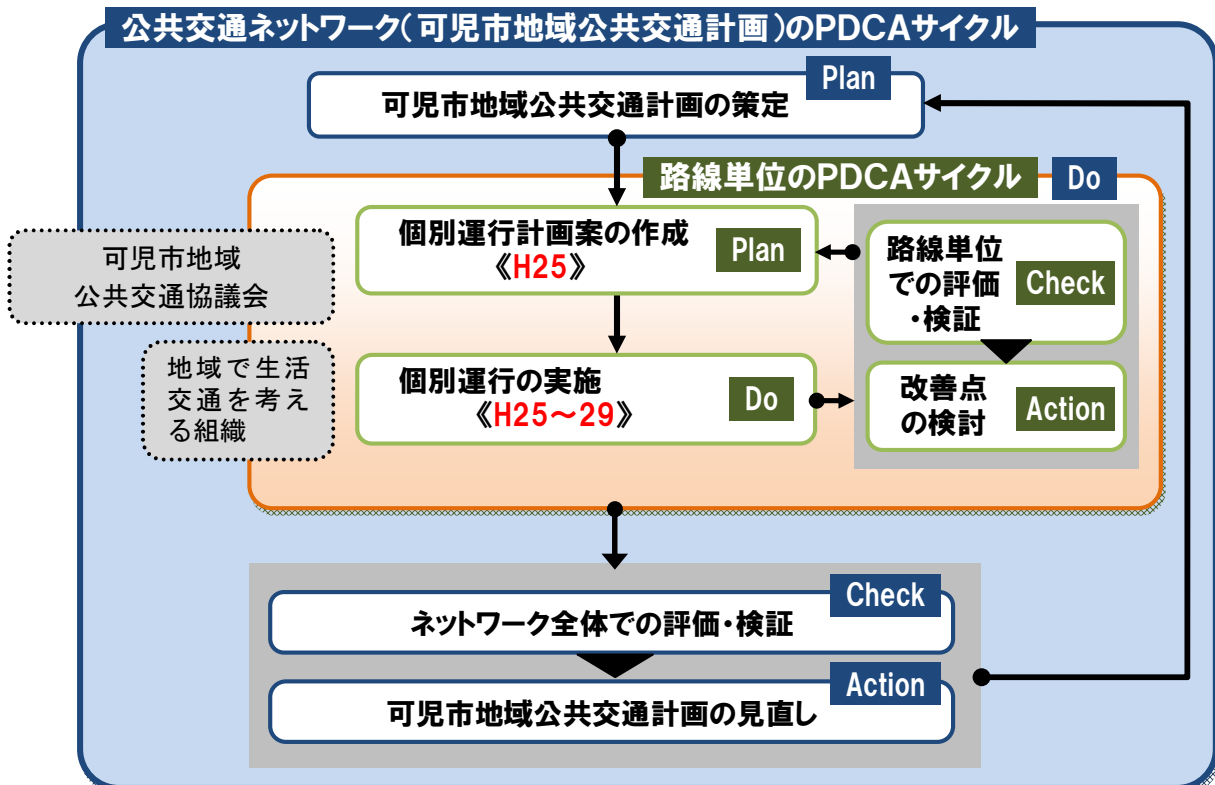 公共交通ネットワーク(可児市地域公共交通計画)のPDCAサイクル
Plan
可児市地域公共交通計画の策定
路線単位のPDCAサイクル
Do
個別運行計画案の作成
《H25》
Plan
路線単位
での評価
・検証
Check
可児市地域
公共交通協議会
地域で生活
交通を考え
る組織
個別運行の実施
《H25～29》
Do
改善点
の検討
Action
Check
ネットワーク全体での評価・検証
Action
可児市地域公共交通計画の見直し